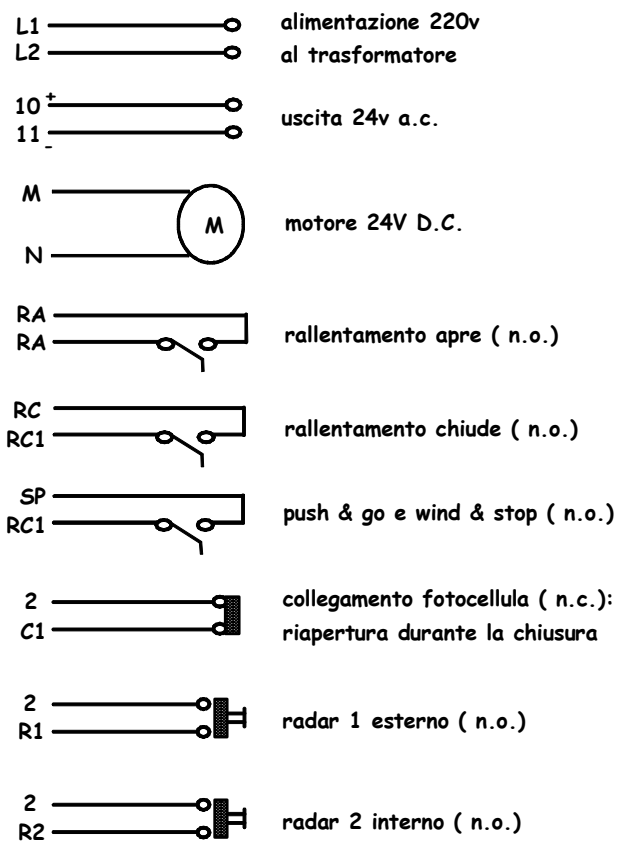 L1 alimentazione 220v
L2 al trasformatore
10 +
uscita 24v a.c.
11 -
M
M motore 24V D.C.
N
RA
RA rallentamento apre ( n.o.)
RC
RC1 rallentamento chiude ( n.o.)
SP
RC1 push & go e wind & stop ( n.o.)
2 collegamento fotocellula ( n.c.):
C1 riapertura durante la chiusura
2
R1 radar 1 esterno ( n.o.)
2
R2 radar 2 interno ( n.o.)